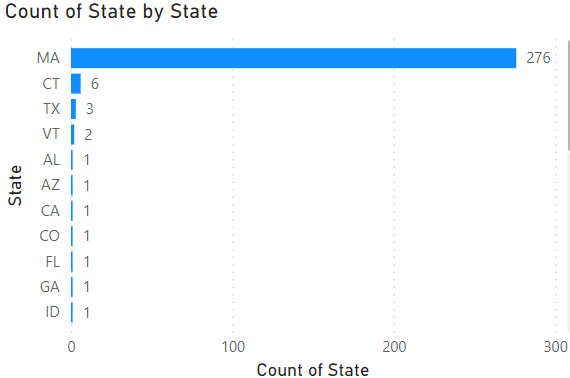 Count of State by State
State
MA 276
CT 6
TX 3
VT 2
AL 1
AZ 1
CA 1
CO 1
FL 1
GA 1
ID 1
0 100 200 300
Count of State